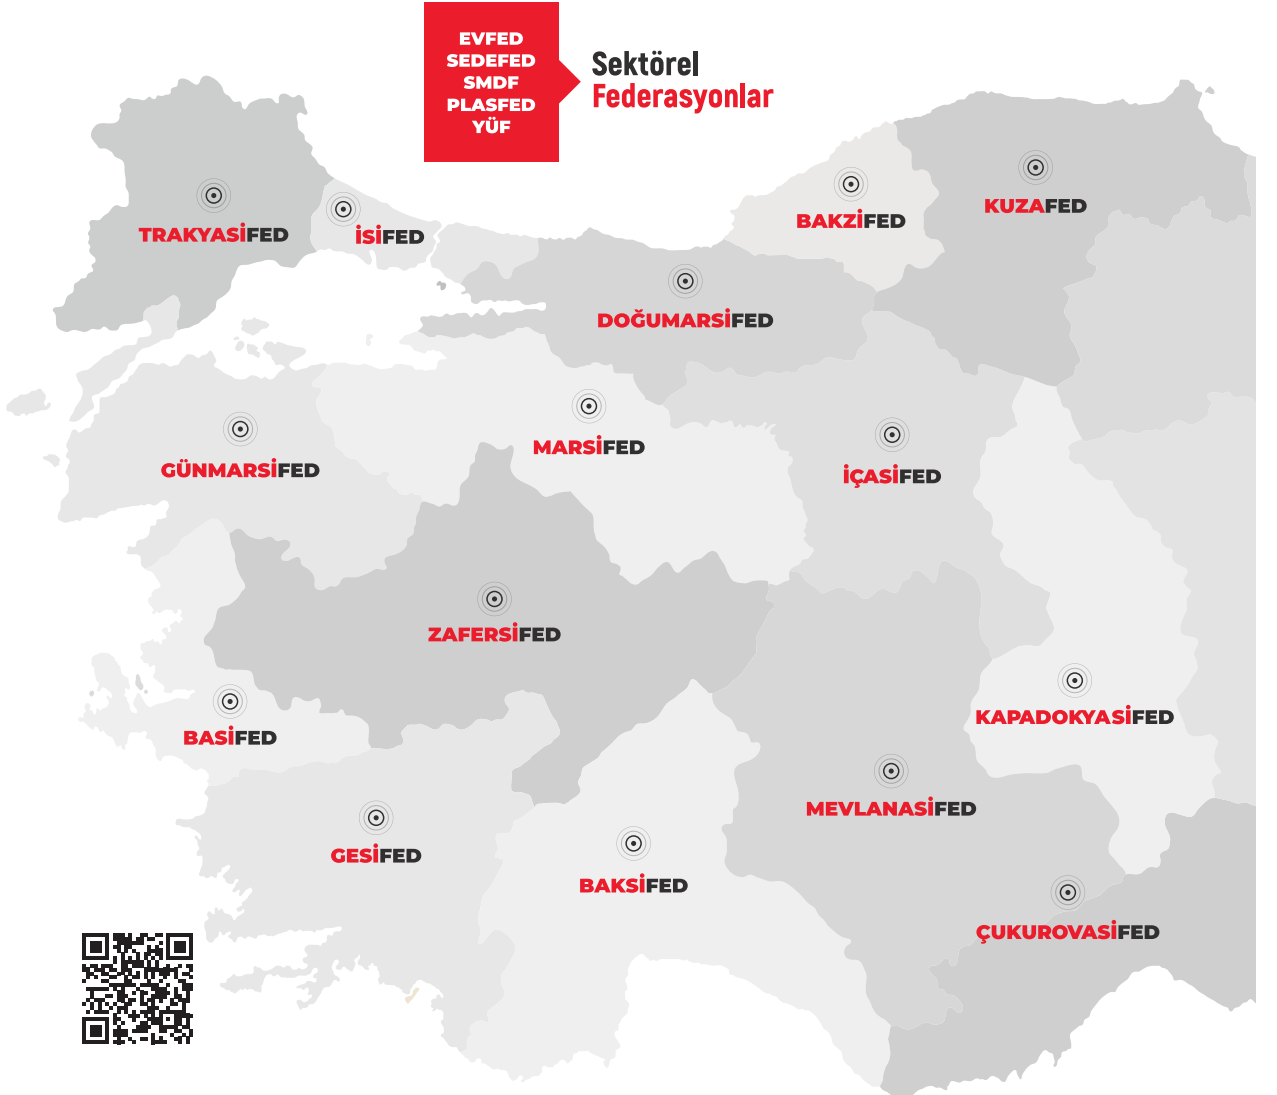 EVFED
SEDEFED
SMDF
PLASFED
YÜF
Sektörel
Federasyonlar
TRAKYASİFED
İSİFED
BAKZİFED
KUZAFED
DOĞUMARSİFED
GÜNMARSİFED
MARSİFED
İÇASİFED
ZAFERSİFED
BASİFED
KAPADOKYASİFED
MEVLANASİFED
GESİFED
BAKSİFED
ÇUKUROVASİFED